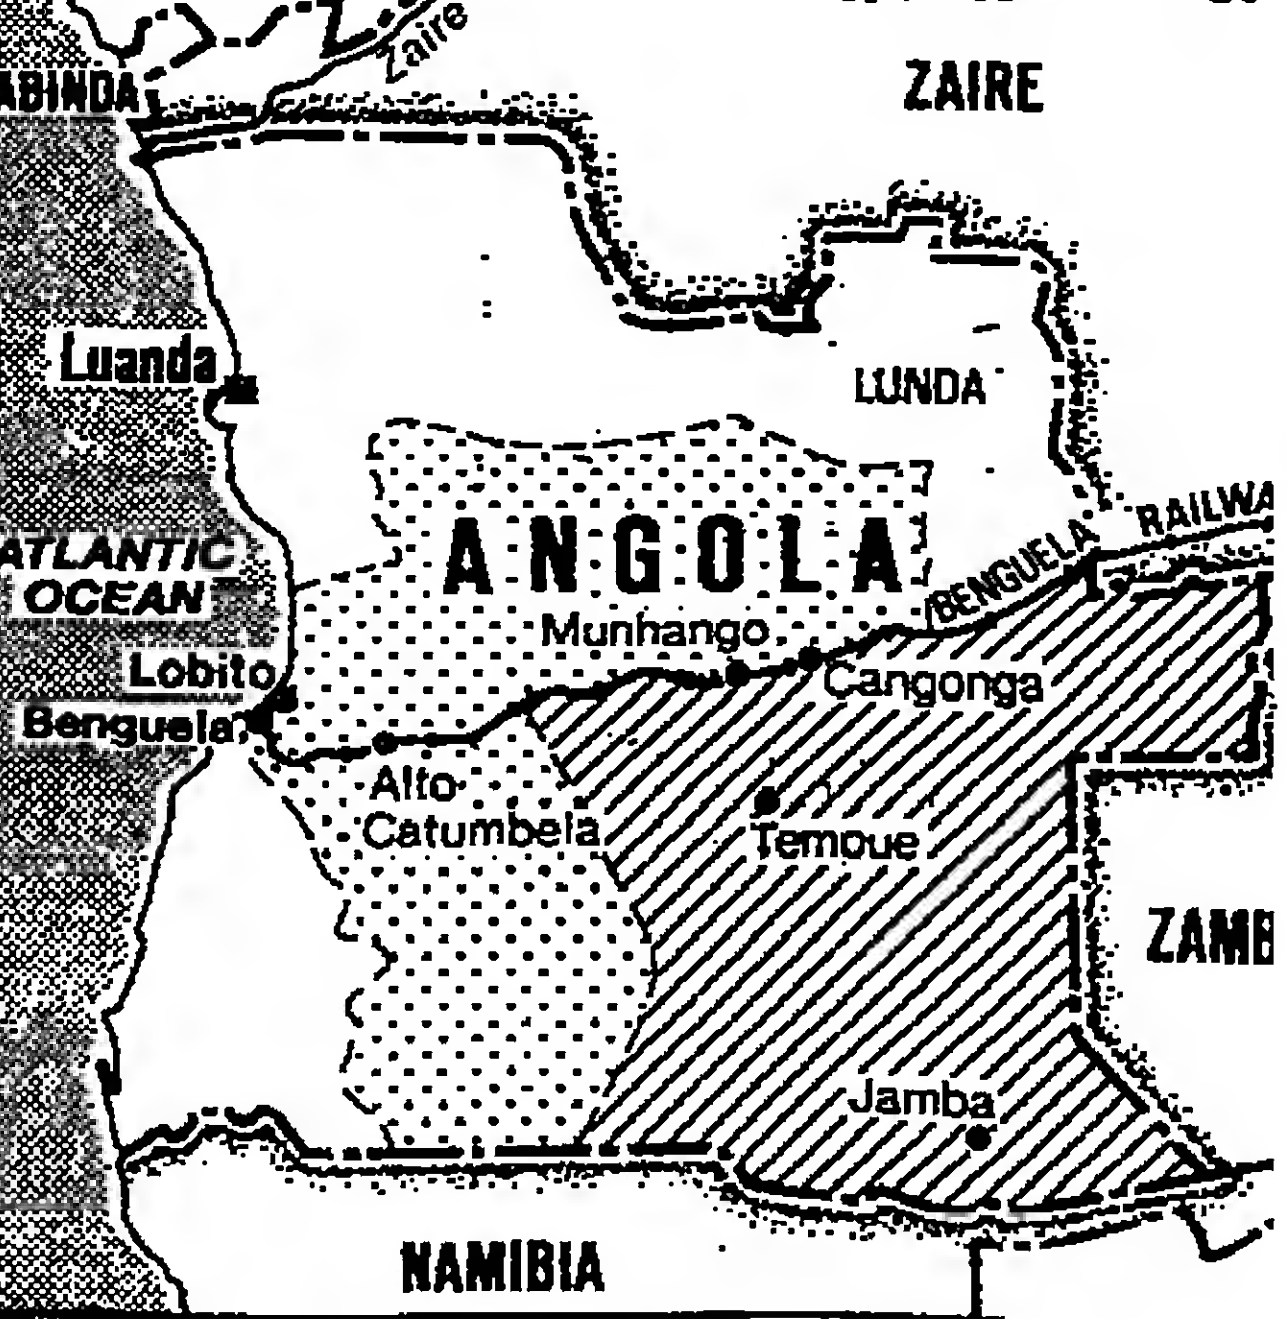 Zaire
ZAIRE
ABINDA
Luanda
LUNDA
ANGOLA
ATLANTIC
OCEAN
BENGUELA RAILWA
Munhango
Lobito
Cangonga
Benguela
Alto
Catumbela
Temoue
ZAMB
Jamba
NAMIBIA